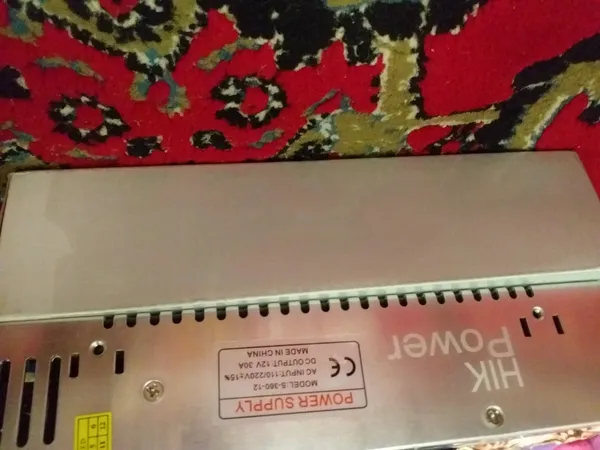 HIK
Power
POWER SUPPLY
MODEL:S-360-12
AC INPUT:110/220V±15%
DC OUTPUT:12V 30A
MADE IN CHINA
CE